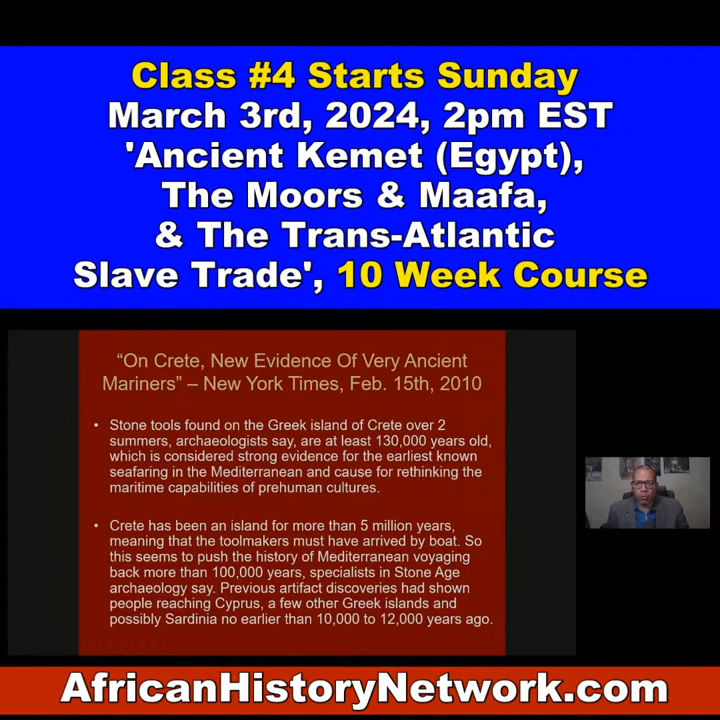 Class #4 Starts Sunday
March 3rd, 2024, 2pm EST
'Ancient Kemet (Egypt),
The Moors & Maafa,
& The Trans-Atlantic
Slave Trade', 10 Week Course
“On Crete, New Evidence Of Very Ancient
Mariners” – New York Times, Feb. 15th, 2010
• Stone tools found on the Greek island of Crete over 2
summers, archaeologists say, are at least 130,000 years old,
which is considered strong evidence for the earliest known
seafaring in the Mediterranean and cause for rethinking the
maritime capabilities of prehuman cultures.
• Crete has been an island for more than 5 million years,
meaning that the toolmakers must have arrived by boat. So
this seems to push the history of Mediterranean voyaging
back more than 100,000 years, specialists in Stone Age
archaeology say. Previous artifact discoveries had shown
people reaching Cyprus, a few other Greek islands and
possibly Sardinia no earlier than 10,000 to 12,000 years ago.
AfricanHistoryNetwork.com